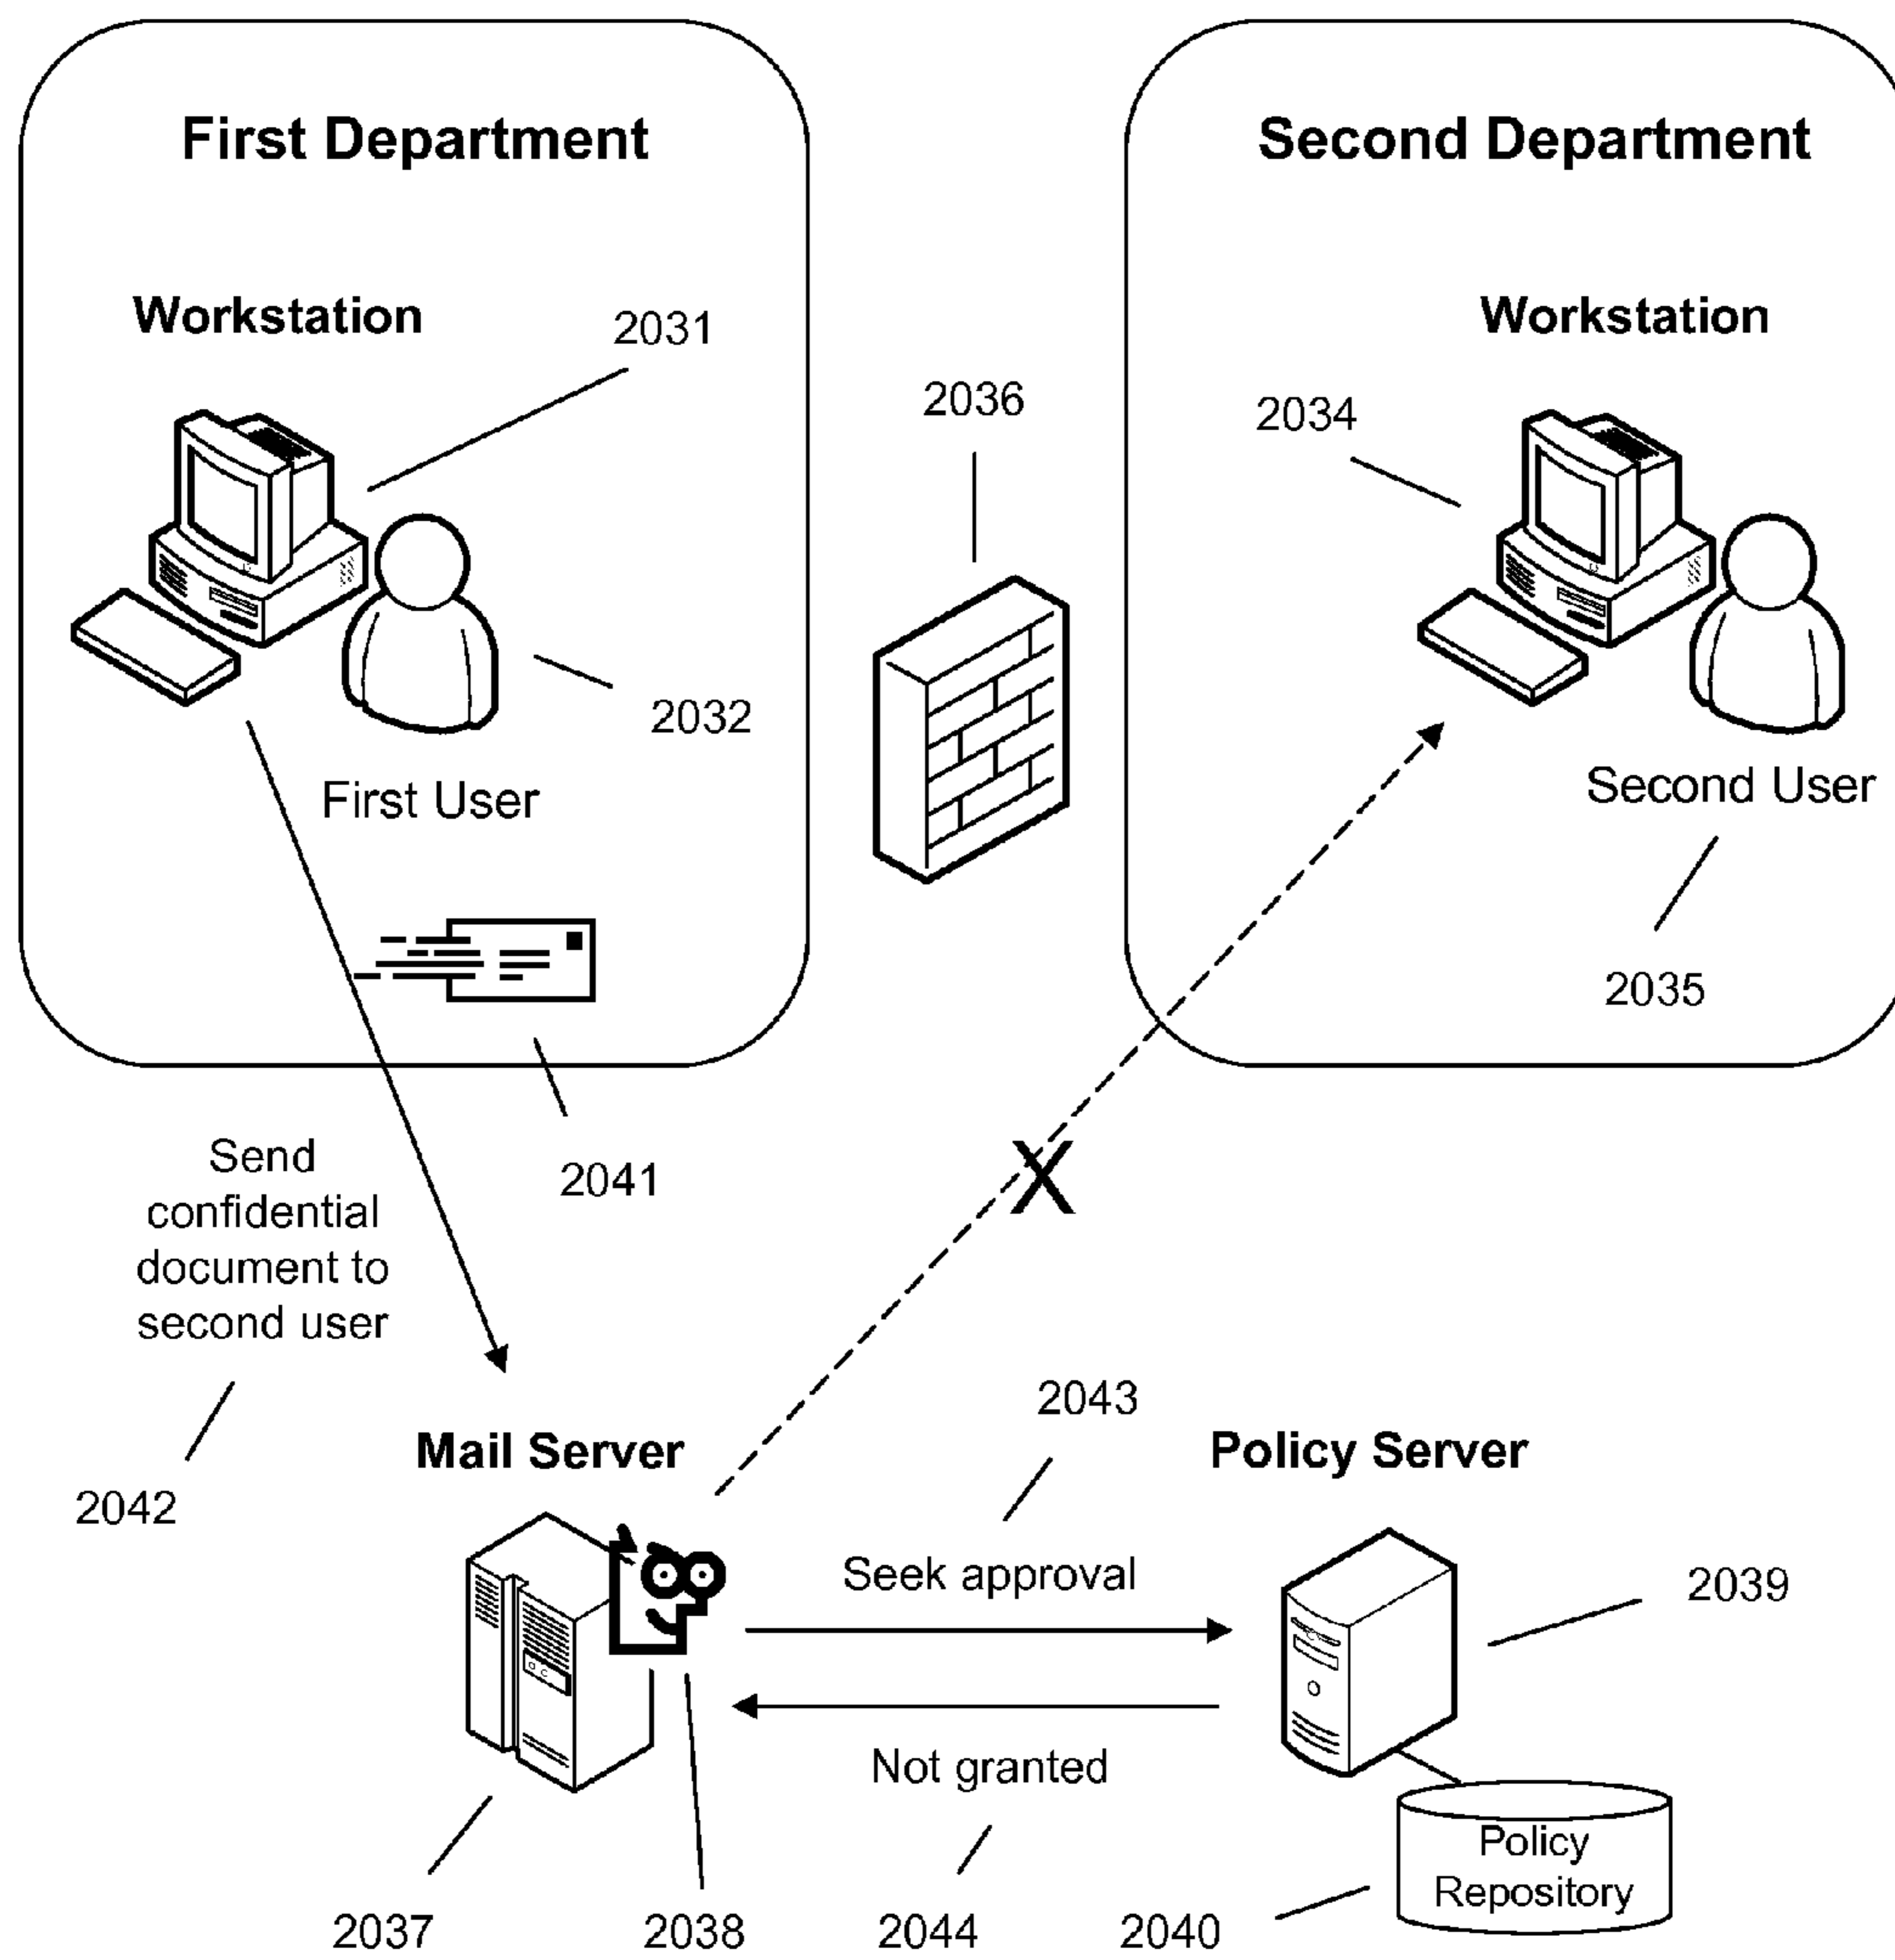 First Department
Second Department
Workstation
2031
Workstation
2036
2034
2032
First User
Second User
2035
2041
Send
confidential
document to
second user
2042
X
2043
Mail Server
Policy Server
Seek approval
2039
Not granted
Policy
Repository
2037
2038
2044
2040